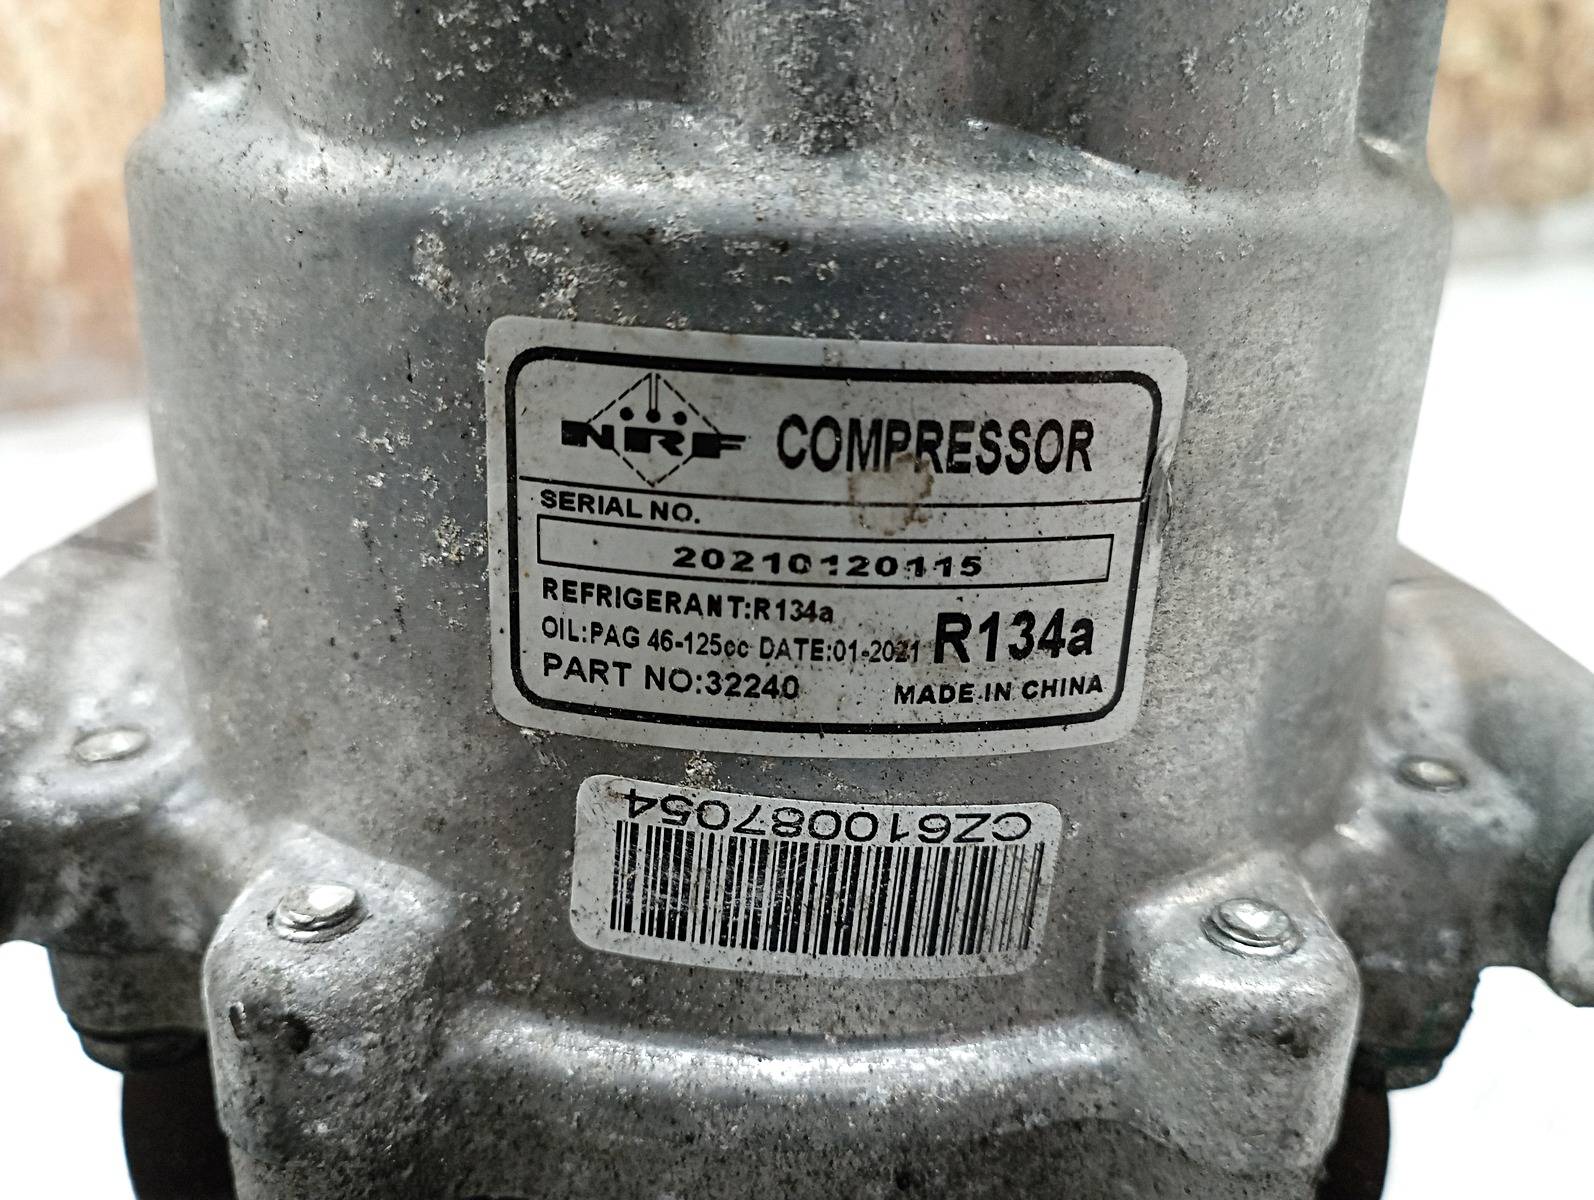 NRF COMPRESSOR
SERIAL NO.
20210120115
REFRIGERANT:R134a
OIL:PAG 46-125cc DATE:01-2021 R134a
PART NO:32240 MADE IN CHINA
CZ610087054